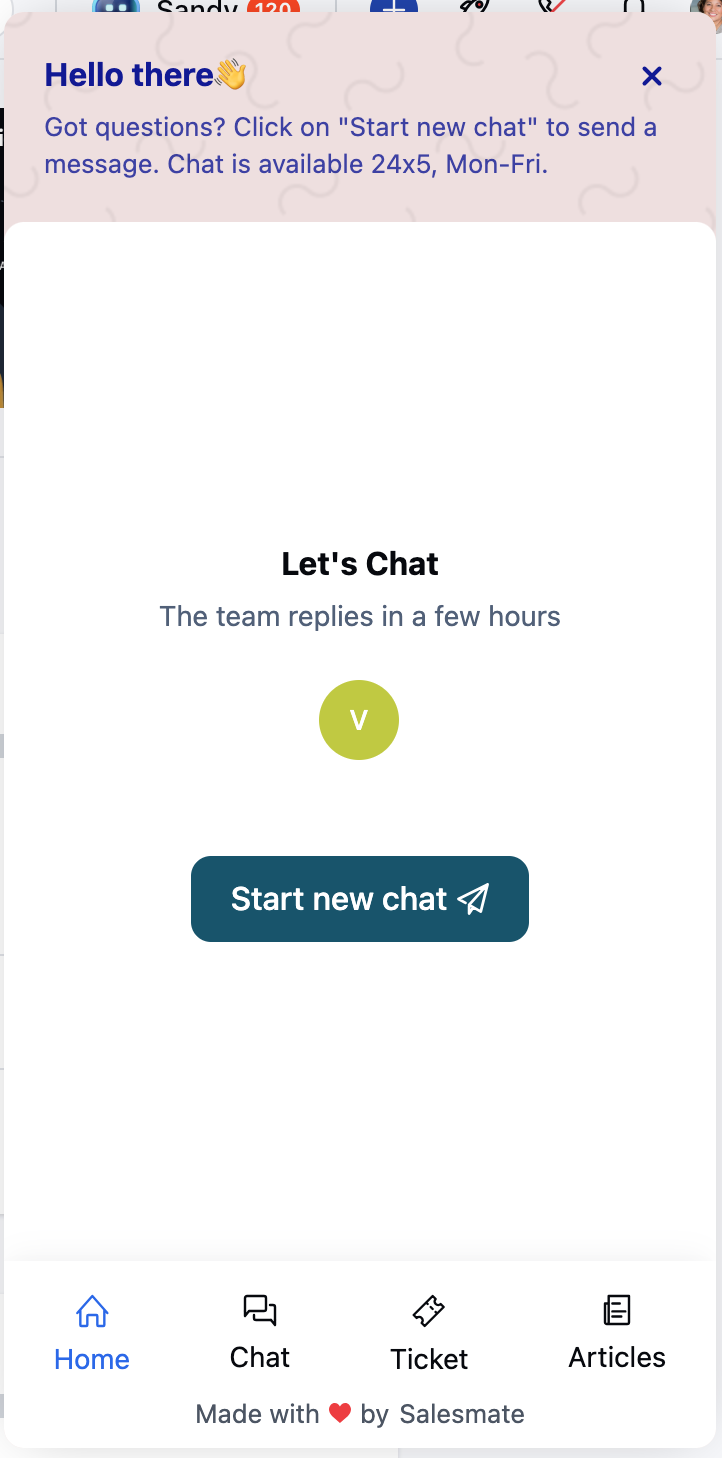 Sandy 120
Hello there👋
Got questions? Click on "Start new chat" to send a
message. Chat is available 24x5, Mon-Fri.
Let's Chat
The team replies in a few hours
V
Start new chat
Home Chat Ticket Articles
Made with ❤️ by Salesmate